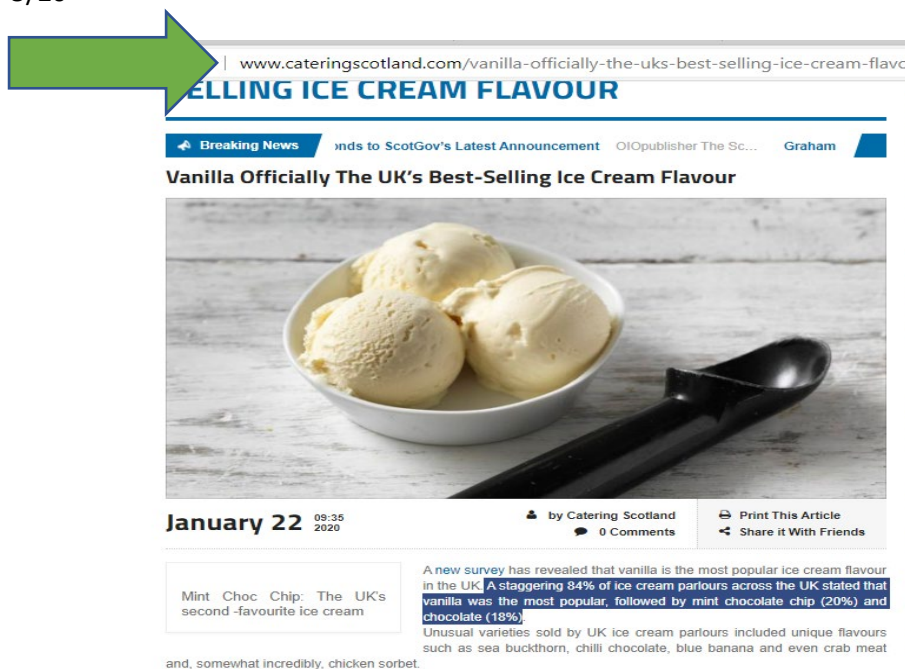 www.cateringscotland.com/vanilla-officially-the-uks-best-selling-ice-cream-flavo
ELLING ICE CREAM FLAVOUR
Breaking News onds to ScotGov's Latest Announcement OIOpublisher The Sc... Graham
Vanilla Officially The UK's Best-Selling Ice Cream Flavour
January 22 09:35 2020
by Catering Scotland
0 Comments
Print This Article
Share it With Friends
Mint Choc Chip: The UK's
second -favourite ice cream
A new survey has revealed that vanilla is the most popular ice cream flavour
in the UK. A staggering 84% of ice cream parlours across the UK stated that
vanilla was the most popular, followed by mint chocolate chip (20%) and
chocolate (18%).
Unusual varieties sold by UK ice cream parlours included unique flavours
such as sea buckthorn, chilli chocolate, blue banana and even crab meat
and, somewhat incredibly, chicken sorbet.